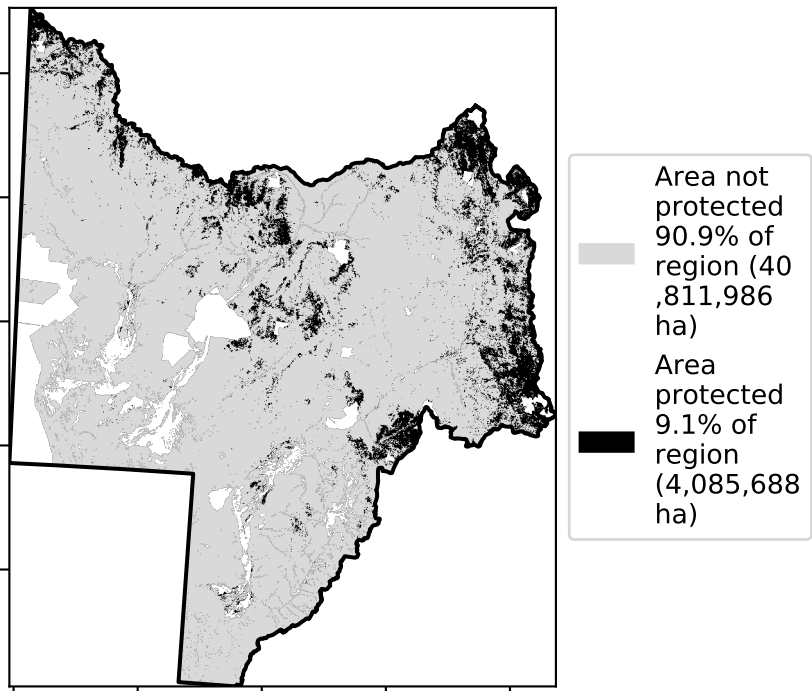 Area not
protected
90.9% of
region (40
,811,986
ha)
Area
protected
9.1% of
region
(4,085,688
ha)